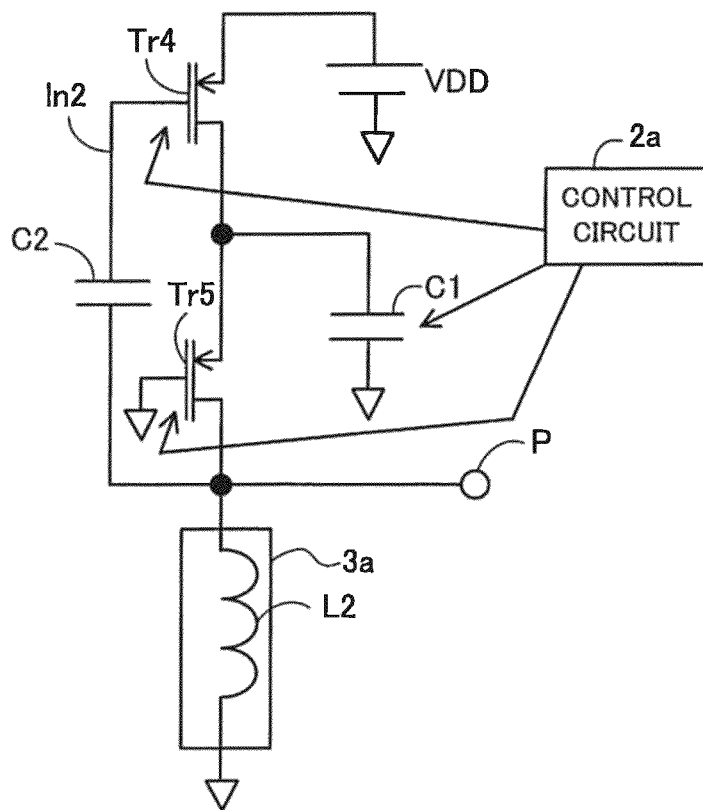 Tr4
VDD
In2
2a
CONTROL
CIRCUIT
C2
Tr5
C1
P
3a
L2